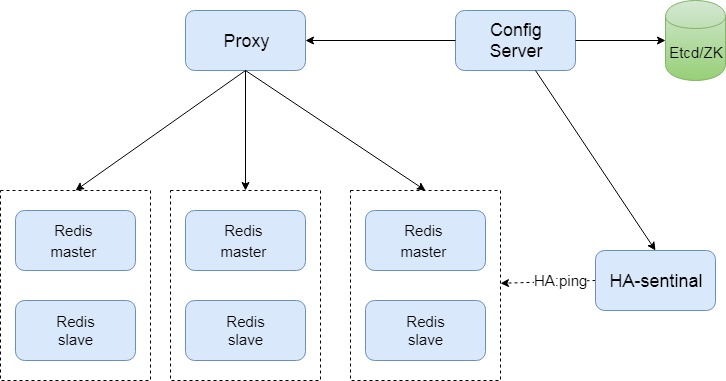 Proxy
Config
Server
Etcd/ZK
Redis
master
Redis
master
Redis
master
HA:ping
HA-sentinal
Redis
slave
Redis
slave
Redis
slave